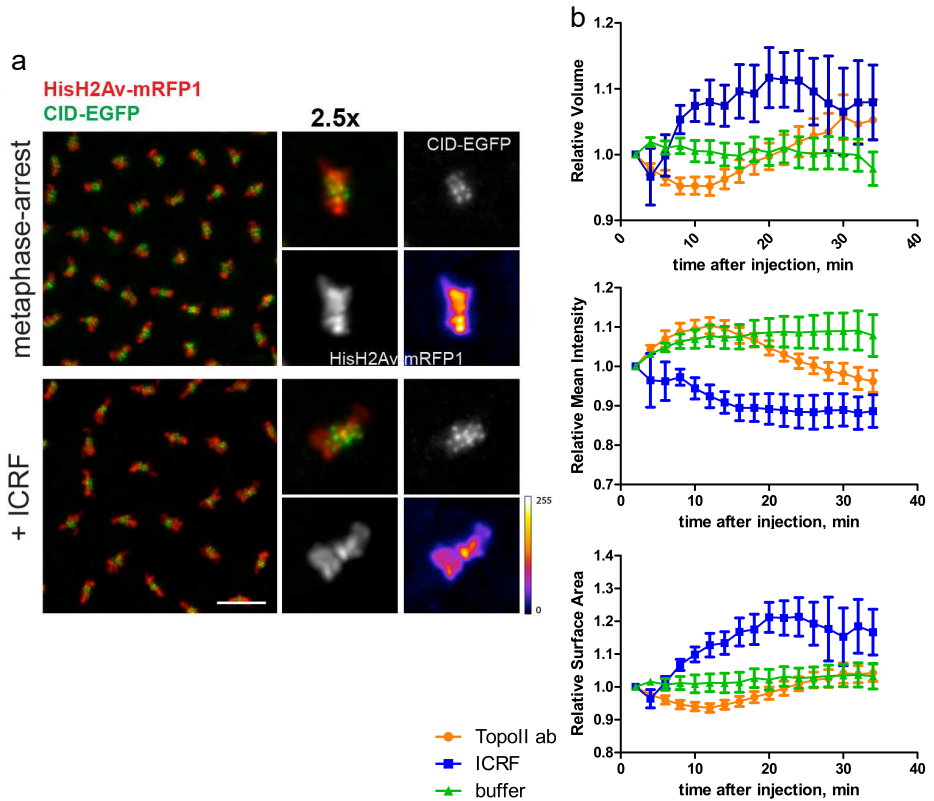 a
HisH2Av-mRFP1
CID-EGFP
2.5x
metaphase-arrest
CID-EGFP
HisH2Av-mRFP1
+ ICRF
255
0
b
Relative Volume
1.2
1.1
1.0
0.9
0
10
20
30
40
time after injection, min
Relative Mean Intensity
1.2
1.1
1.0
0.9
0.8
0.7
0
10
20
30
40
time after injection, min
Relative Surface Area
1.4
1.3
1.2
1.1
1.0
0.9
0.8
0
10
20
30
40
time after injection, min
TopoII ab
ICRF
buffer